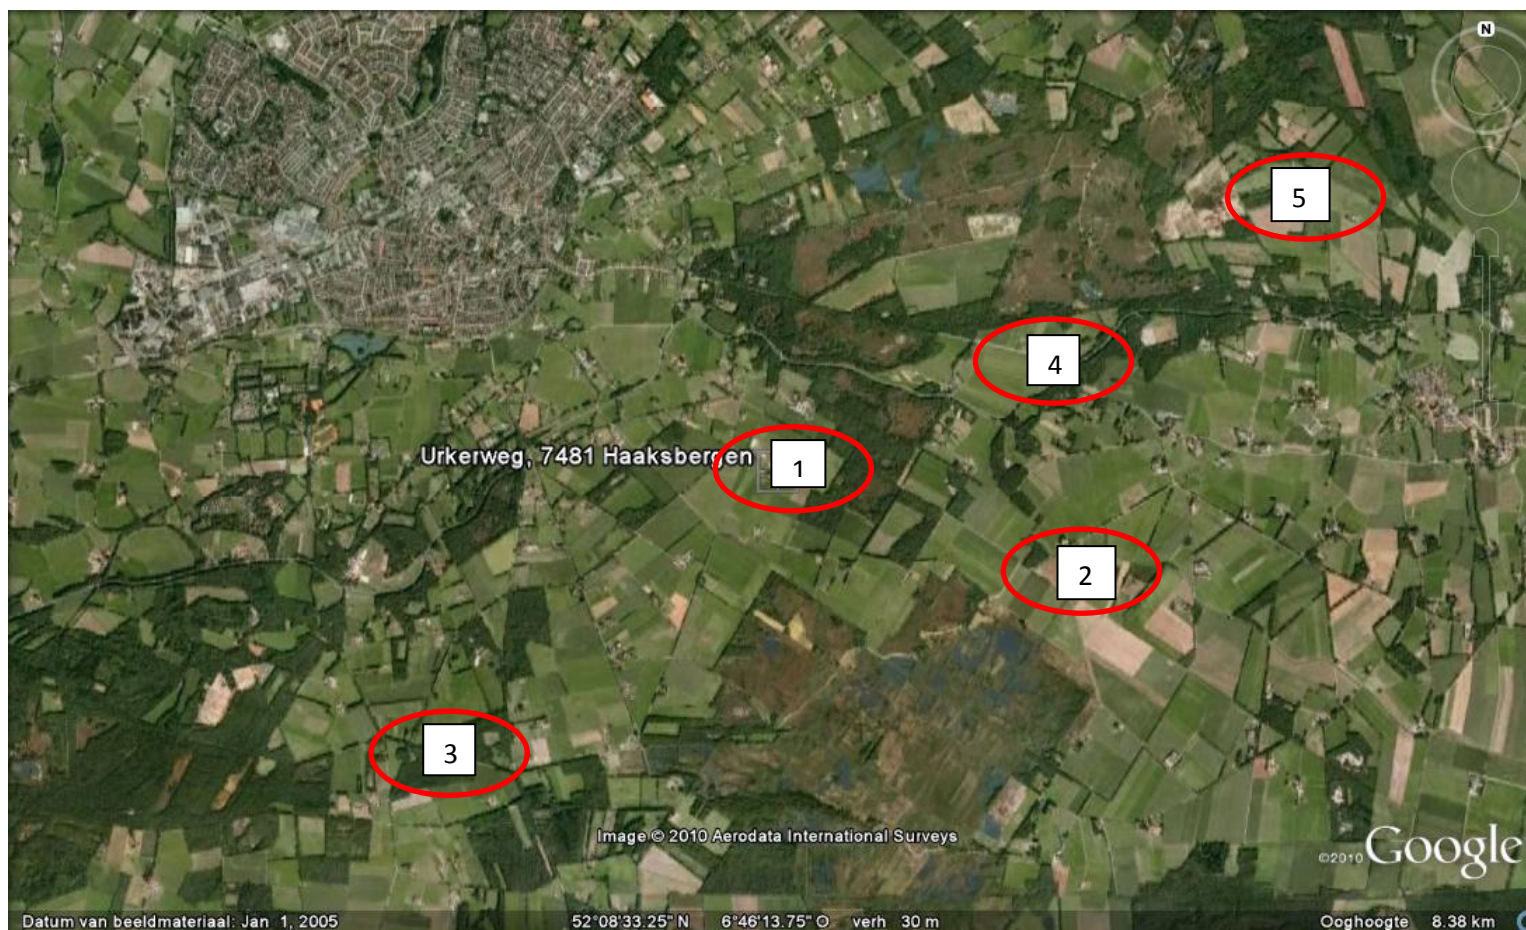 N
5
4
Urkerweg, 7481 Haaksbergen
1
2
3
Image © 2010 Aerodata International Surveys
©2010 Google
Datum van beeldmateriaal: Jan 1, 2005 52°08'33.25" N 6°46'13.75" O verh 30 m Ooghoogte 8.38 km